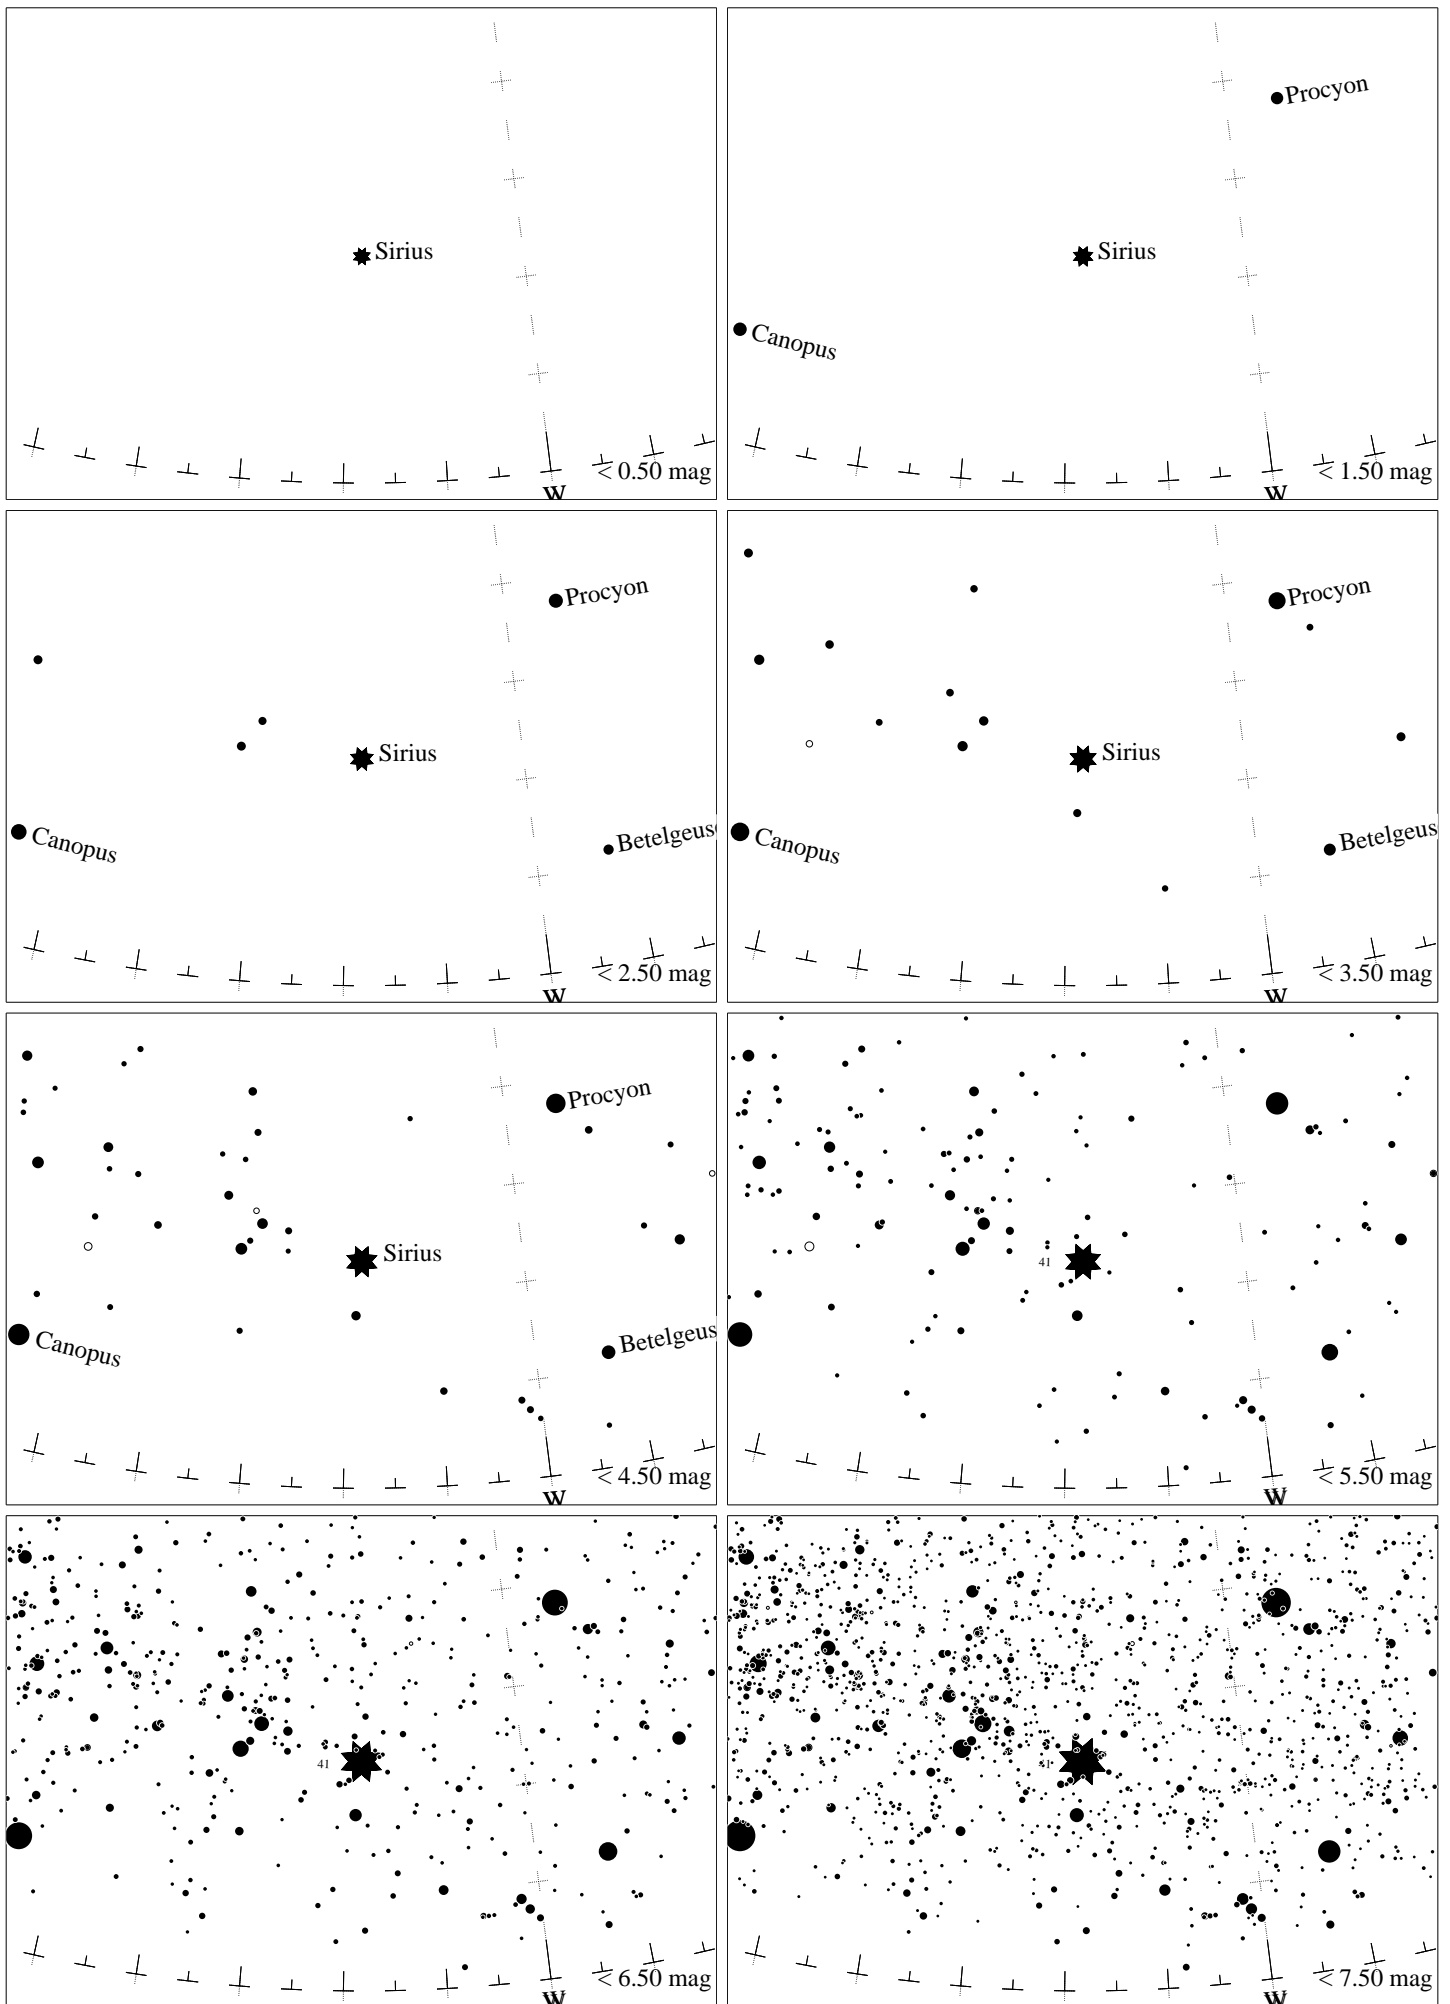 Sirius
W
< 0.50 mag
Procyon
Sirius
Canopus
W
< 1.50 mag
Procyon
Sirius
Canopus
Betelgeuse
W
< 2.50 mag
Procyon
Sirius
Canopus
Betelgeus
W
< 3.50 mag
Procyon
Sirius
Canopus
Betelgeus
W
< 4.50 mag
41
W
< 5.50 mag
41
W
< 6.50 mag
41
W
< 7.50 mag